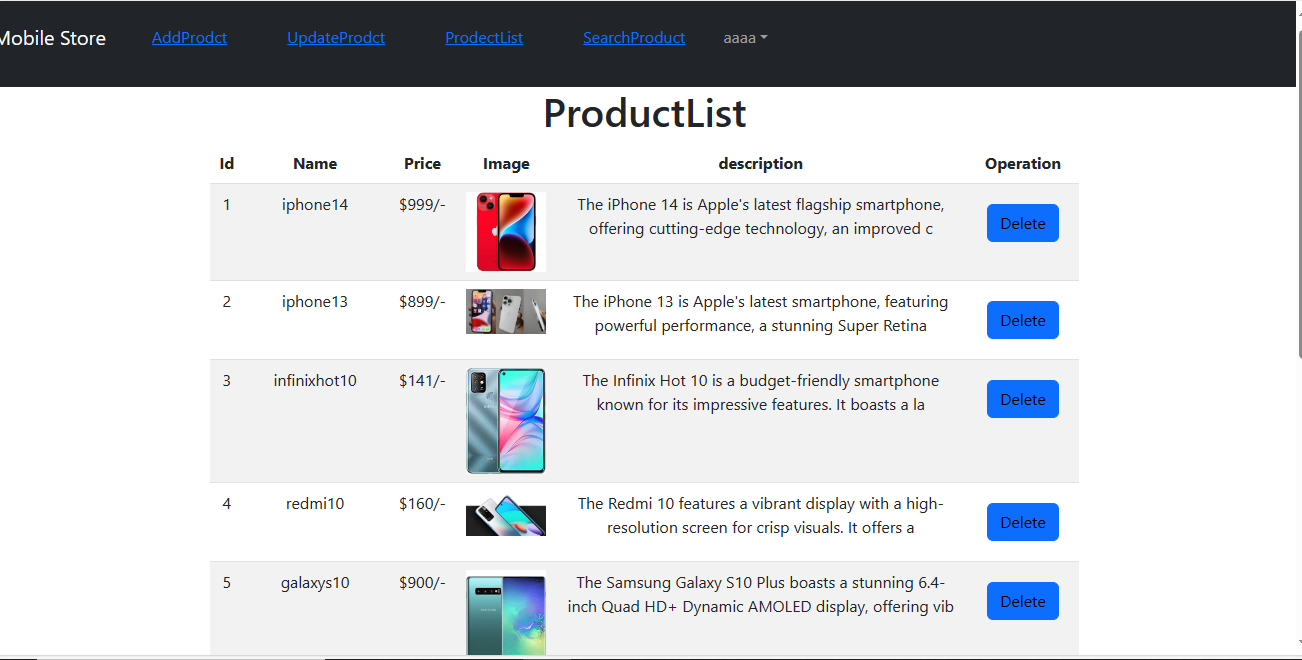 Mobile Store AddProdct UpdateProdct ProdectList SearchProduct aaaa
ProductList
Id Name Price Image description Operation
1 iphone14 $999/- The iPhone 14 is Apple's latest flagship smartphone,
offering cutting-edge technology, an improved c
Delete
2 iphone13 $899/- The iPhone 13 is Apple's latest smartphone, featuring
powerful performance, a stunning Super Retina
Delete
3 infinixhot10 $141/- The Infinix Hot 10 is a budget-friendly smartphone
known for its impressive features. It boasts a la
Delete
4 redmi10 $160/- The Redmi 10 features a vibrant display with a high-
resolution screen for crisp visuals. It offers a
Delete
5 galaxys10 $900/- The Samsung Galaxy S10 Plus boasts a stunning 6.4-
inch Quad HD+ Dynamic AMOLED display, offering vib
Delete